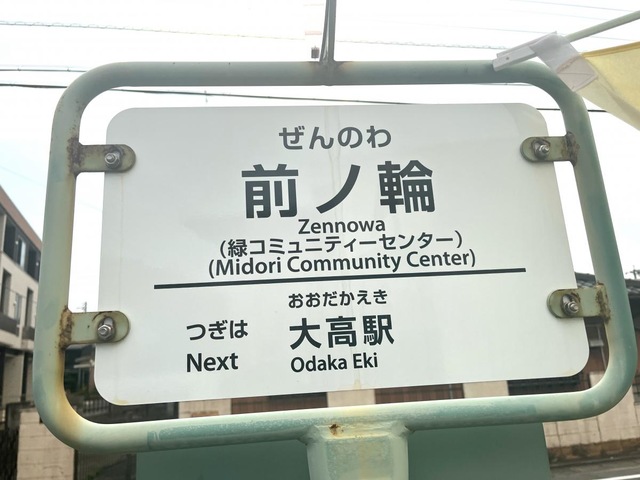 ぜんのわ
前ノ輪
Zennowa
（緑コミュニティーセンター）
(Midori Community Center)
おおだかえき
つぎは 大高駅
Next Odaka Eki